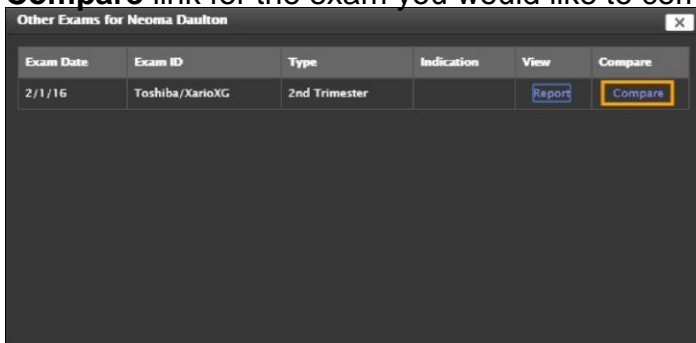 Compare link for the exam you would like to com
Other Exams for Neoma Daulton X
Exam Date Exam ID Type Indication View Compare
2/1/16 Toshiba/XarioXG 2nd Trimester Report Compare